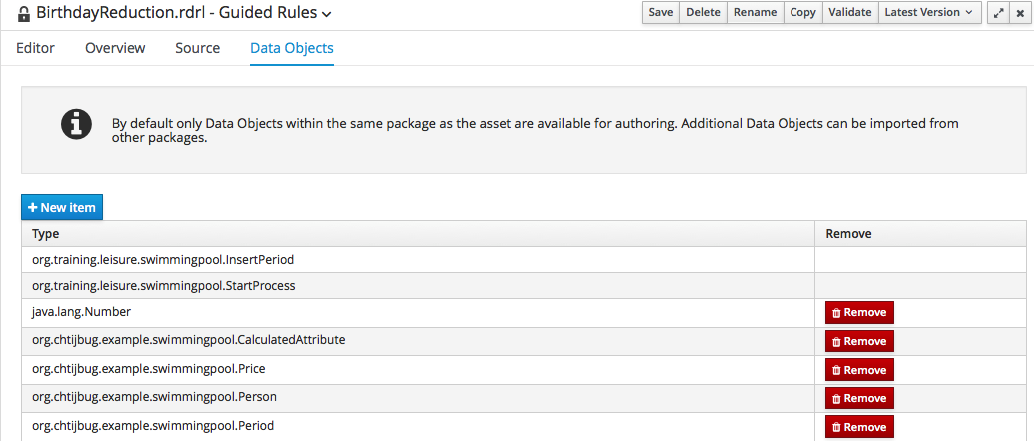 BirthdayReduction.rdrl - Guided Rules
Save Delete Rename Copy Validate Latest Version
Editor Overview Source Data Objects
By default only Data Objects within the same package as the asset are available for authoring. Additional Data Objects can be imported from
other packages.
+ New item
Type Remove
org.training.leisure.swimmingpool.InsertPeriod
org.training.leisure.swimmingpool.StartProcess
java.lang.Number Remove
org.chtijbug.example.swimmingpool.CalculatedAttribute Remove
org.chtijbug.example.swimmingpool.Price Remove
org.chtijbug.example.swimmingpool.Person Remove
org.chtijbug.example.swimmingpool.Period Remove